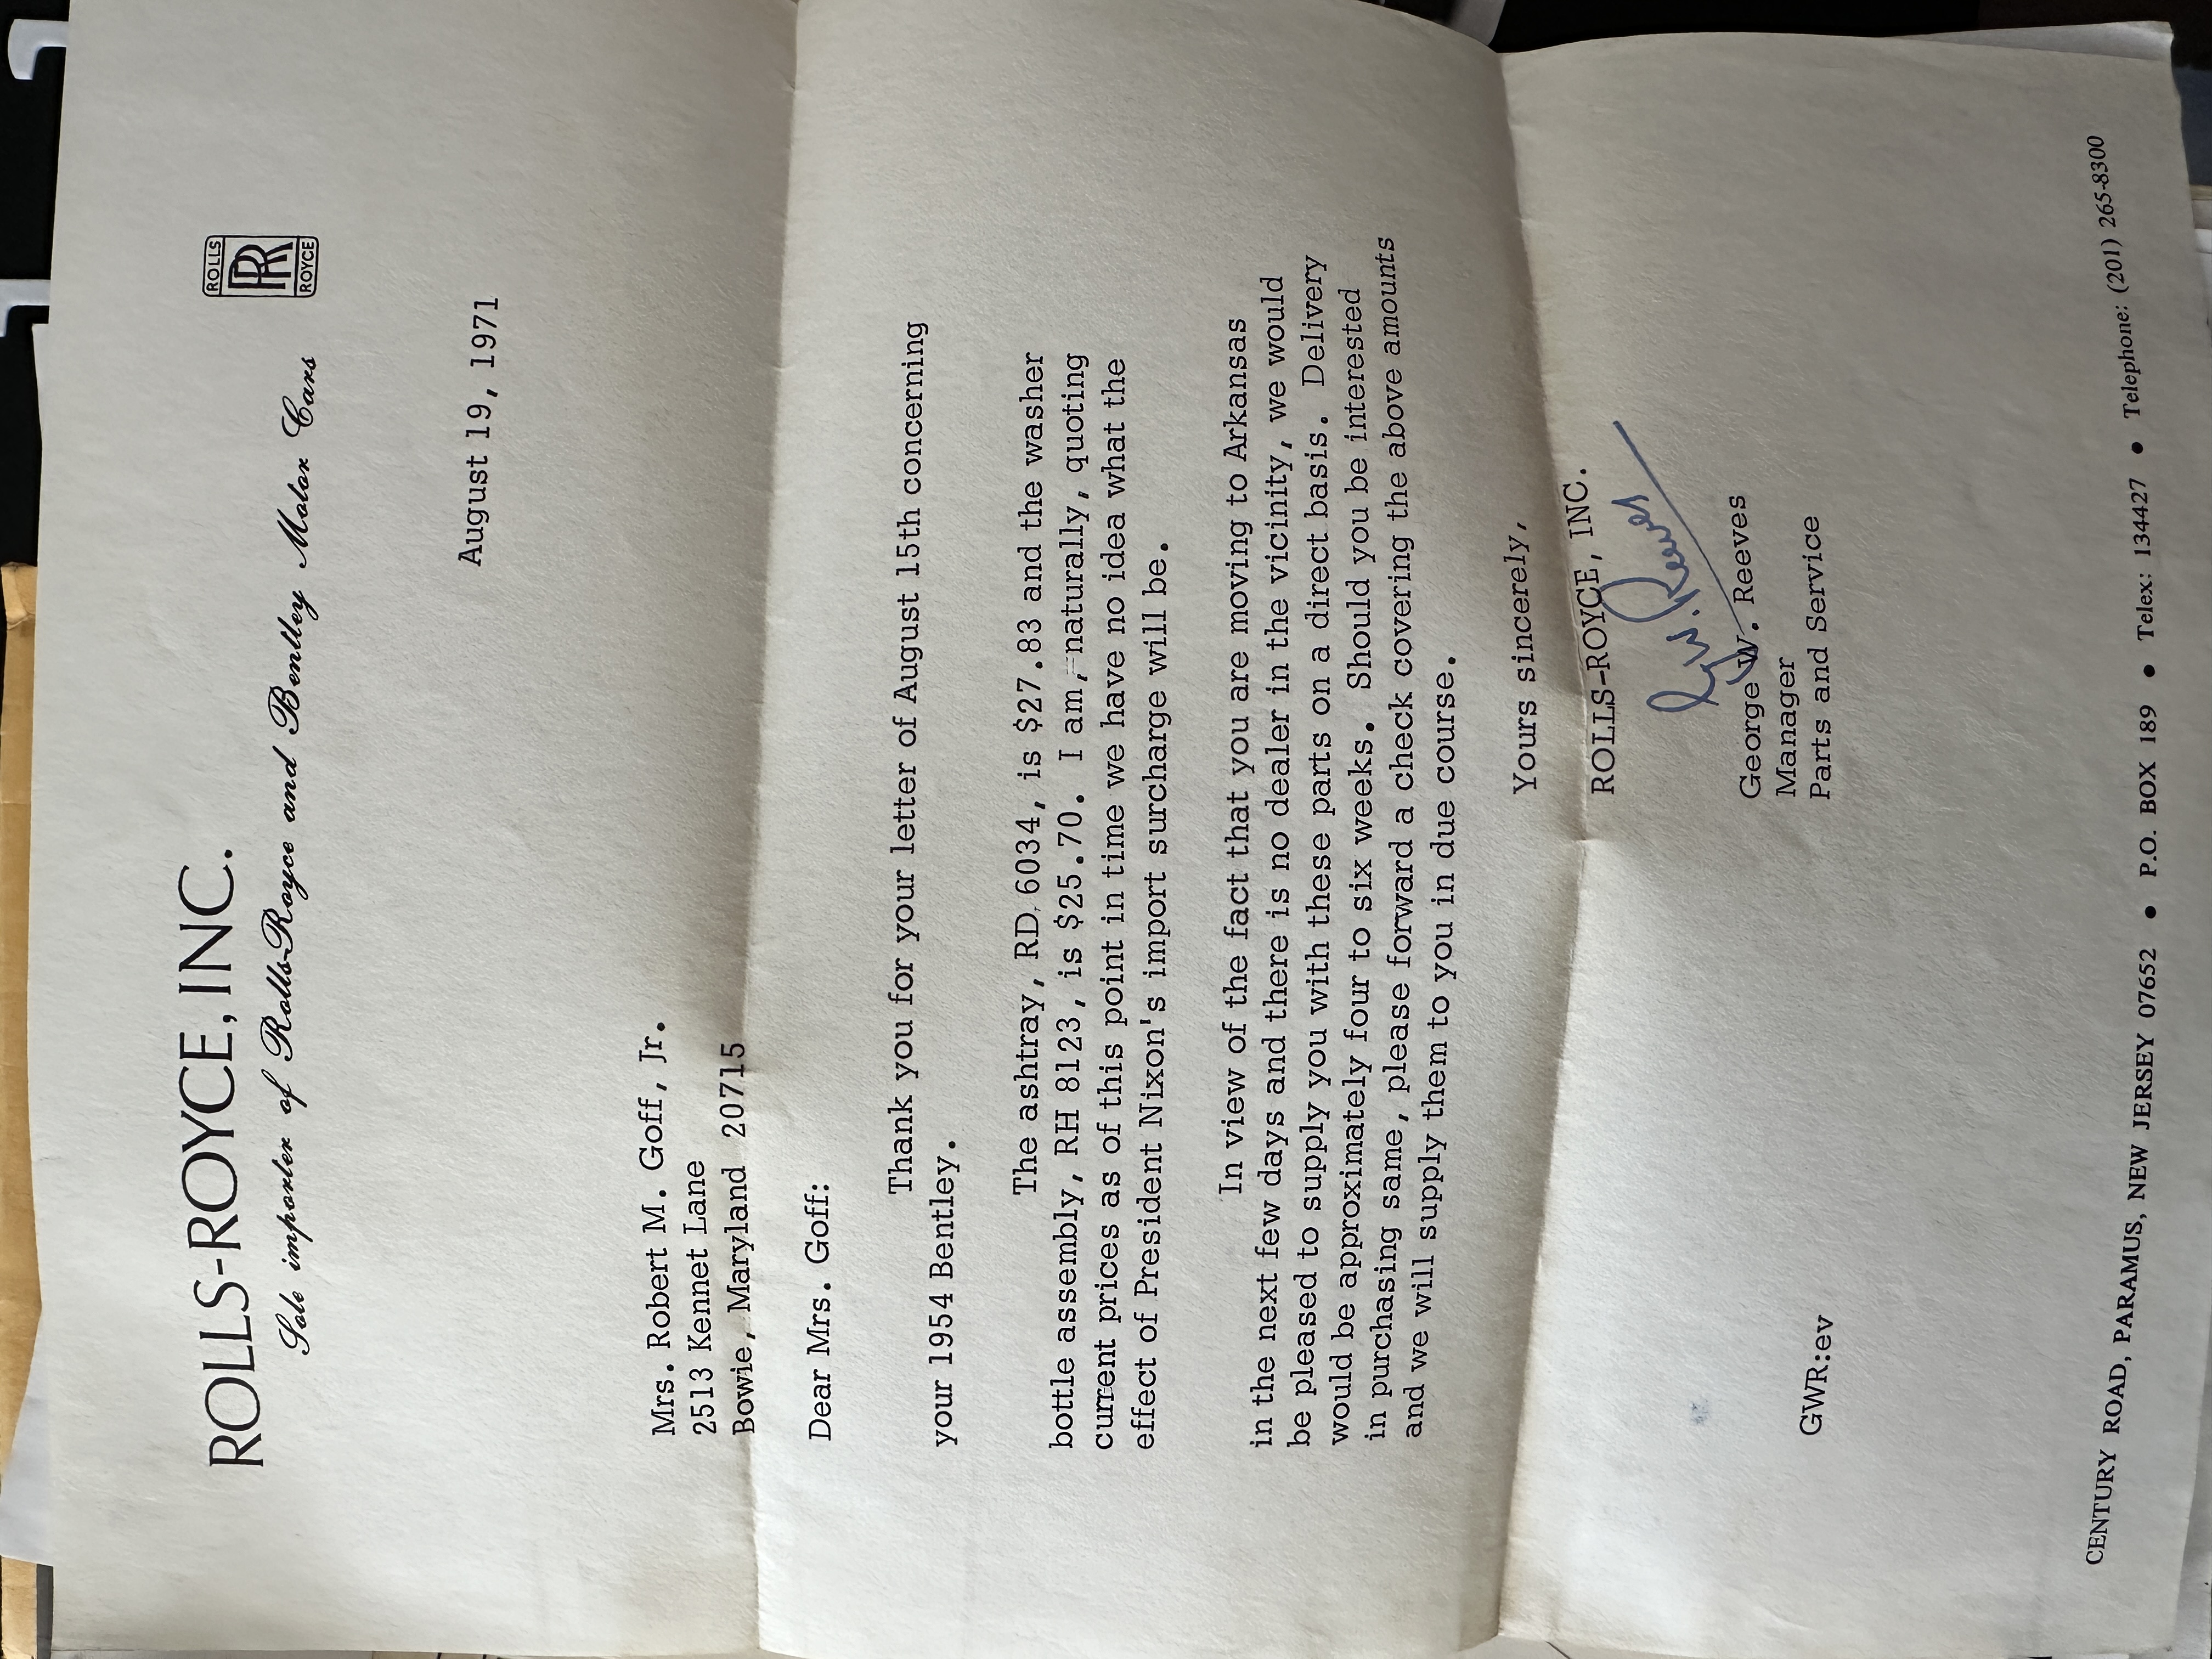 ROLLS-ROYCE, INC.
Sole importer of Rolls-Royce and Bentley Motor Cars
ROLLS
RR
ROYCE
August 19, 1971
Mrs. Robert M. Goff, Jr.
2513 Kennet Lane
Bowie, Maryland 20715
Dear Mrs. Goff:
Thank you for your letter of August 15th concerning
your 1954 Bentley.
The ashtray, RD 6034, is $27.83 and the washer
bottle assembly, RH 8123, is $25.70. I am, naturally, quoting
current prices as of this point in time we have no idea what the
effect of President Nixon's import surcharge will be.
In view of the fact that you are moving to Arkansas
in the next few days and there is no dealer in the vicinity, we would
be pleased to supply you with these parts on a direct basis. Delivery
would be approximately four to six weeks. Should you be interested
in purchasing same, please forward a check covering the above amounts
and we will supply them to you in due course.
Yours sincerely,
ROLLS-ROYCE, INC.
G.W. Reeves
George W. Reeves
Manager
Parts and Service
GWR:ev
CENTURY ROAD, PARAMUS, NEW JERSEY 07652 • P.O. BOX 189 • Telex: 134427 • Telephone: (201) 265-8300